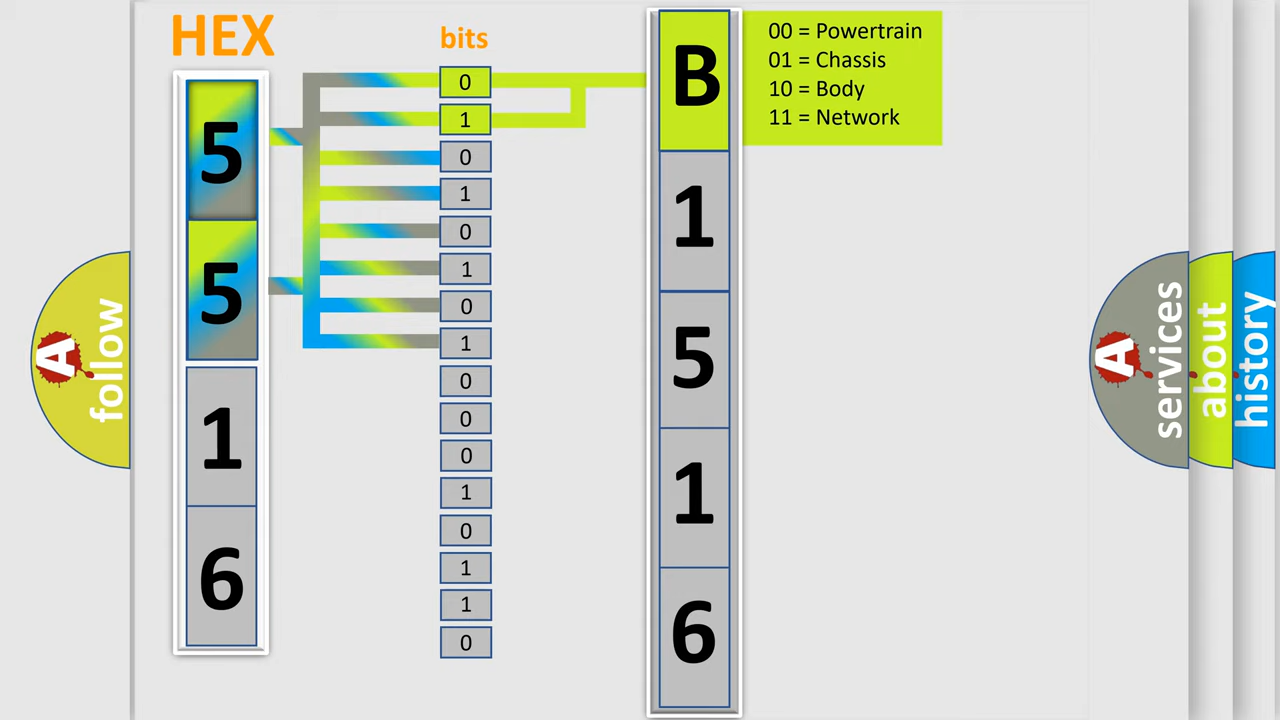 HEX
bits
5
5
1
6
0
1
0
1
0
1
0
1
0
0
0
1
0
1
1
0
B
1
5
1
6
00 = Powertrain
01 = Chassis
10 = Body
11 = Network
A
follow
A
services
about
history